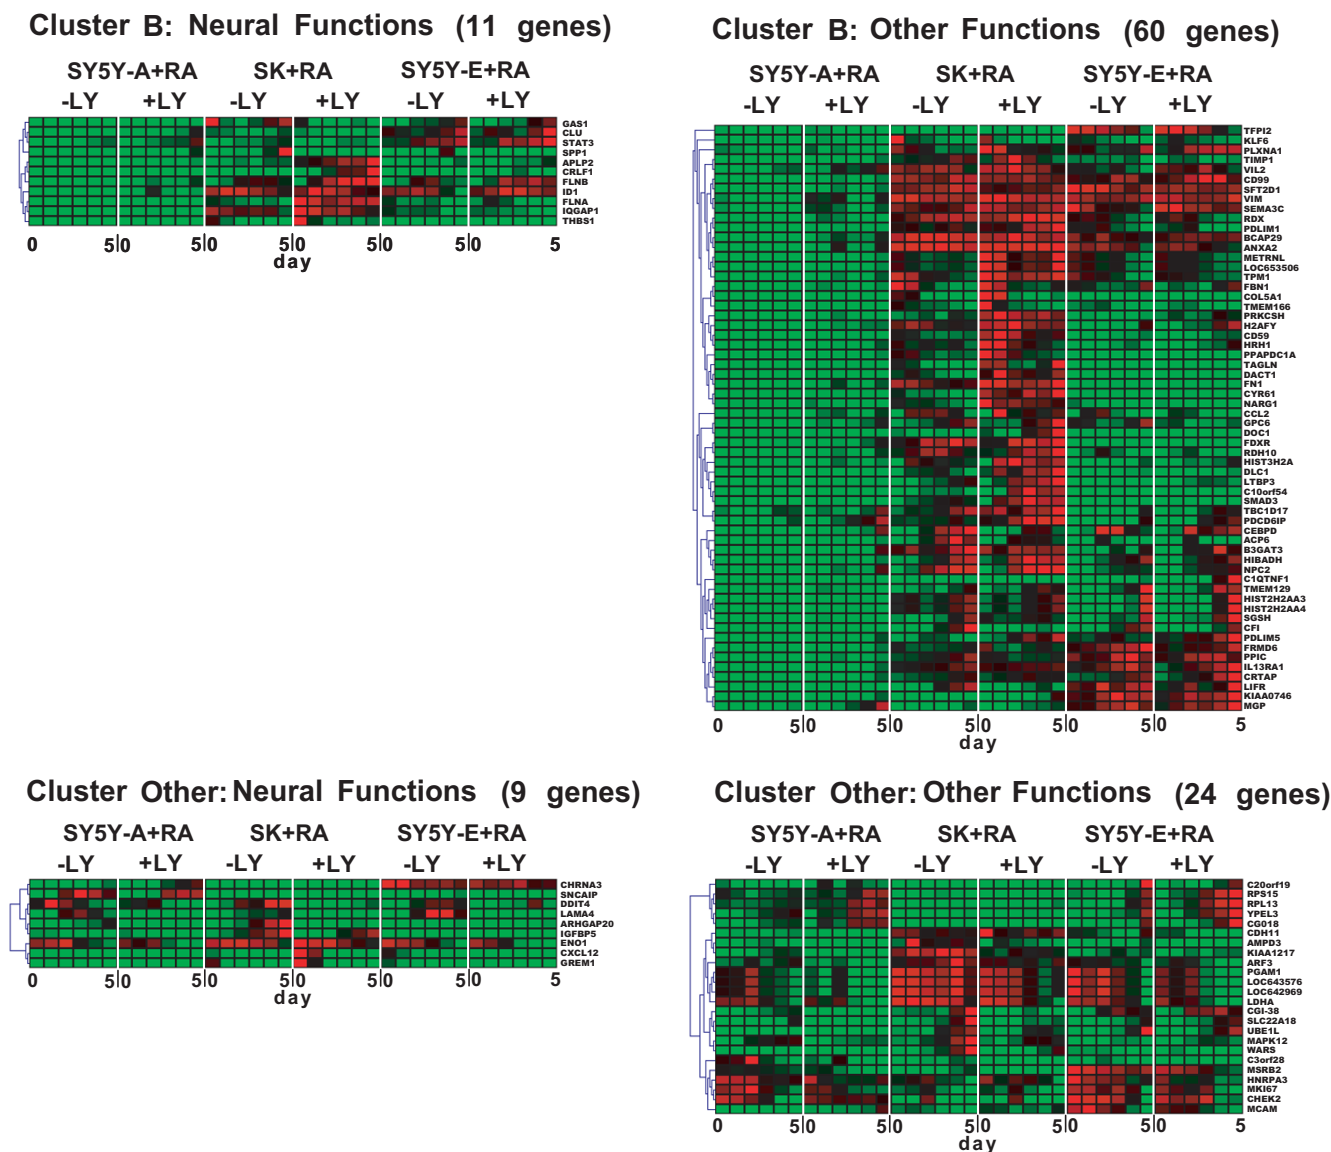 Cluster B: Neural Functions (11 genes)
SY5Y-A+RA SK+RA SY5Y-E+RA
-LY +LY -LY +LY -LY +LY
GAS1
CLU
STAT3
SPP1
APLP2
CRLF1
FLNB
ID1
FLNA
IQGAP1
THBS1
0 5|0 5|0 5|0 5|0 5|0 5
day
Cluster B: Other Functions (60 genes)
SY5Y-A+RA SK+RA SY5Y-E+RA
-LY +LY -LY +LY -LY +LY
TFPI2
KLF6
PLXNA1
TIMP1
VIL2
CD99
SFT2D1
VIM
SEMA3C
RDX
PDLIM1
BCAP29
ANXA2
METRNL
LOC653506
TPM1
FBN1
COL5A1
TMEM166
PRKCSH
H2AFY
CD59
HRH1
PPAPDC1A
TAGLN
DACT1
FN1
CYR61
NARG1
CCL2
GPC6
DOC1
FDXR
RDH10
HIST3H2A
DLC1
LTBP3
C10orf54
SMAD3
TBC1D17
PDCD6IP
CEBPD
ACP6
B3GAT3
HIBADH
NPC2
C1QTNF1
TMEM129
HIST2H2AA3
HIST2H2AA4
SGSH
CFI
PDLIM5
FRMD6
PPIC
IL13RA1
CRTAP
LIFR
KIAA0746
MGP
0 5|0 5|0 5|0 5|0 5|0 5
day
Cluster Other: Neural Functions (9 genes)
SY5Y-A+RA SK+RA SY5Y-E+RA
-LY +LY -LY +LY -LY +LY
CHRNA3
SNCAIP
DDIT4
LAMA4
ARHGAP20
IGFBP5
ENO1
CXCL12
GREM1
0 5|0 5|0 5|0 5|0 5|0 5
day
Cluster Other: Other Functions (24 genes)
SY5Y-A+RA SK+RA SY5Y-E+RA
-LY +LY -LY +LY -LY +LY
C20orf19
RPS15
RPL13
YPEL3
CG018
CDH11
AMPD3
KIAA1217
ARF3
PGAM1
LOC643576
LOC642969
LDHA
CGI-38
SLC22A18
UBE1L
MAPK12
WARS
C3orf28
MSRB2
HNRPA3
MKI67
CHEK2
MCAM
0 5|0 5|0 5|0 5|0 5|0 5
day